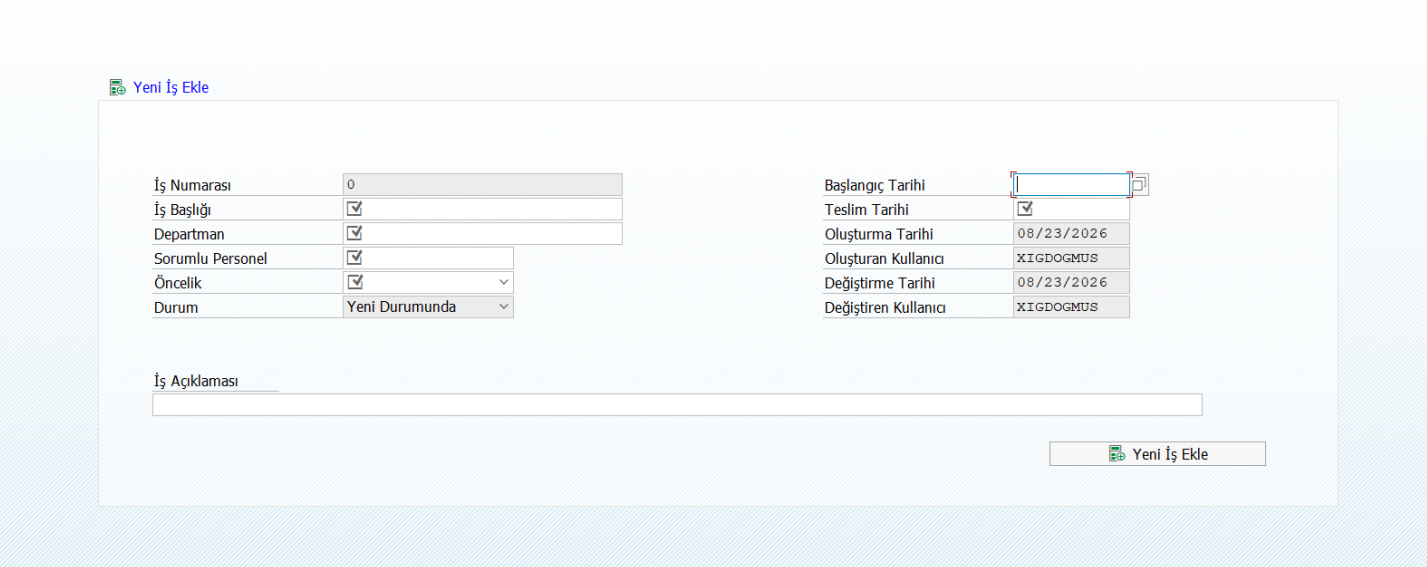 Yeni İş Ekle
İş Numarası 0
İş Başlığı
Departman
Sorumlu Personel
Öncelik
Durum Yeni Durumunda
Başlangıç Tarihi
Teslim Tarihi
Oluşturma Tarihi 08/23/2026
Oluşturan Kullanıcı XIGDOGMUS
Değiştirme Tarihi 08/23/2026
Değiştiren Kullanıcı XIGDOGMUS
İş Açıklaması
Yeni İş Ekle